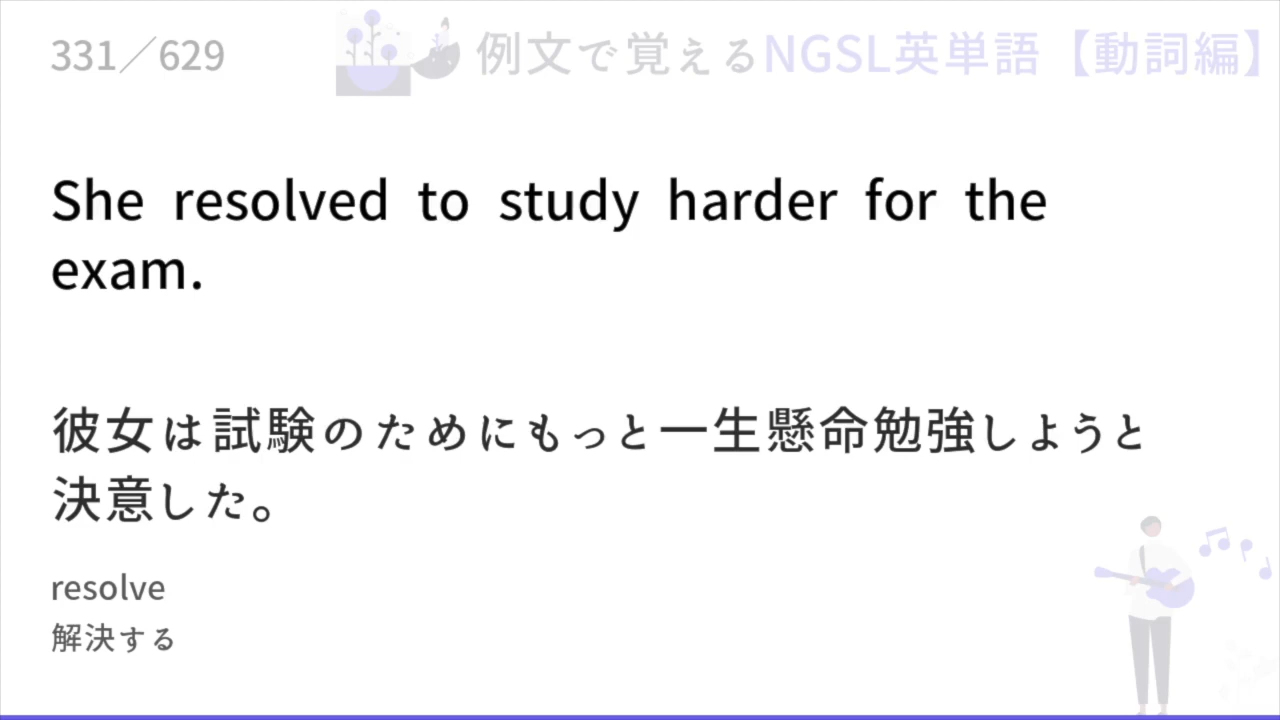 331／629
例文で覚えるNGSL英単語【動詞編】
She resolved to study harder for the
exam.
彼女は試験のためにもっと一生懸命勉強しようと
決意した。
resolve
解決する